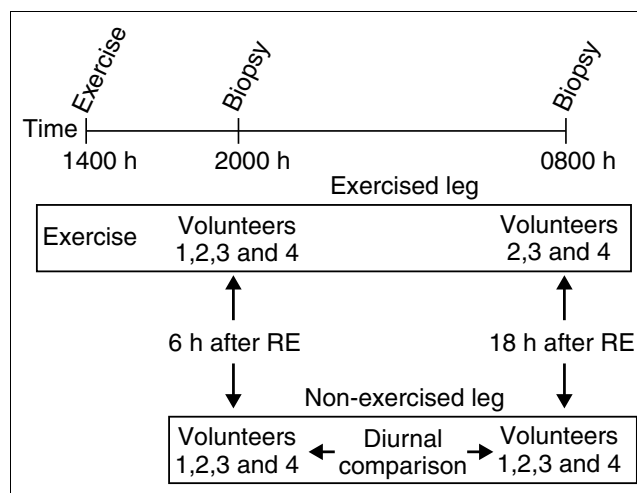 Exercise
Biopsy
Biopsy
Time
1400 h 2000 h 0800 h
Exercised leg
Exercise
Volunteers
1,2,3 and 4
Volunteers
2,3 and 4
6 h after RE
18 h after RE
Non-exercised leg
Volunteers
1,2,3 and 4
Diurnal
comparison
Volunteers
1,2,3 and 4